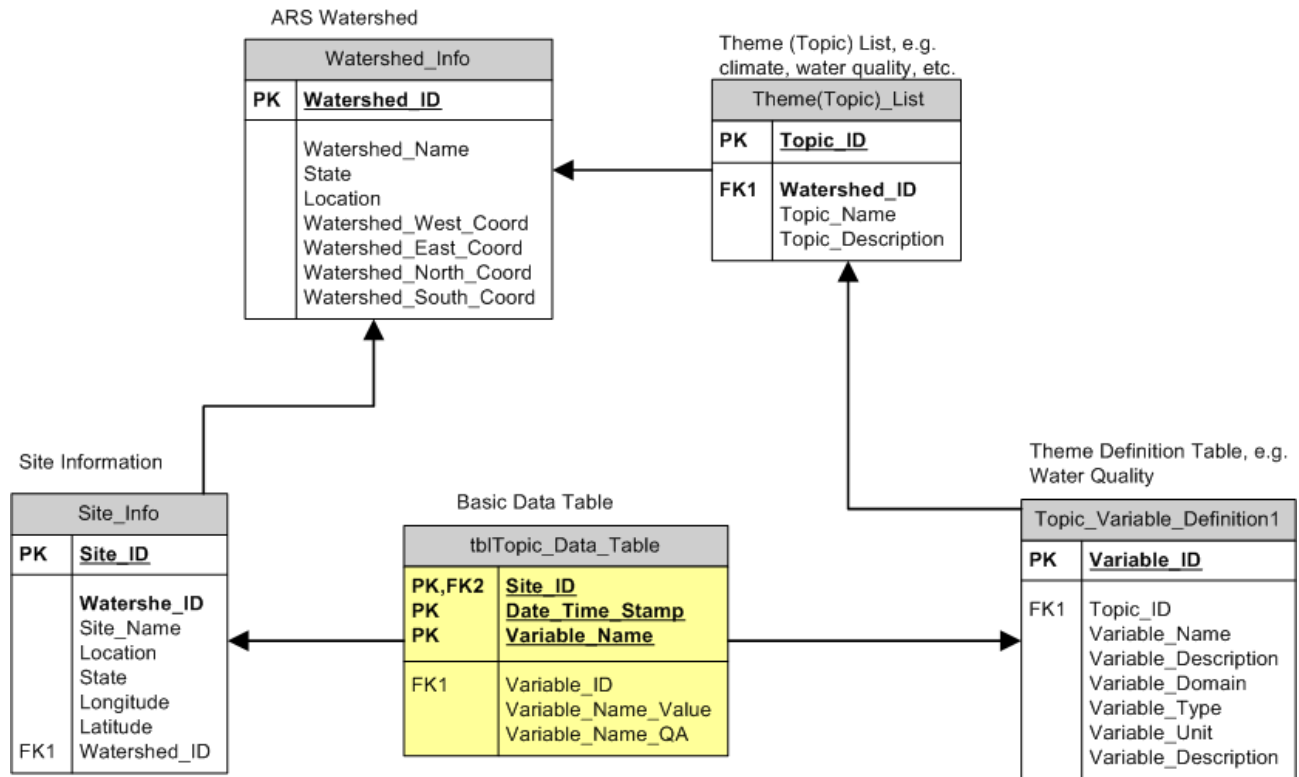 ARS Watershed
Watershed_Info
PK Watershed_ID
Watershed_Name
State
Location
Watershed_West_Coord
Watershed_East_Coord
Watershed_North_Coord
Watershed_South_Coord
Theme (Topic) List, e.g.
climate, water quality, etc.
Theme(Topic)_List
PK Topic_ID
FK1 Watershed_ID
Topic_Name
Topic_Description
Site Information
Site_Info
PK Site_ID
Watershe_ID
Site_Name
Location
State
Longitude
Latitude
FK1 Watershed_ID
Basic Data Table
tblTopic_Data_Table
PK,FK2 Site_ID
PK Date_Time_Stamp
PK Variable_Name
FK1 Variable_ID
Variable_Name_Value
Variable_Name_QA
Theme Definition Table, e.g.
Water Quality
Topic_Variable_Definition1
PK Variable_ID
FK1 Topic_ID
Variable_Name
Variable_Description
Variable_Domain
Variable_Type
Variable_Unit
Variable_Description